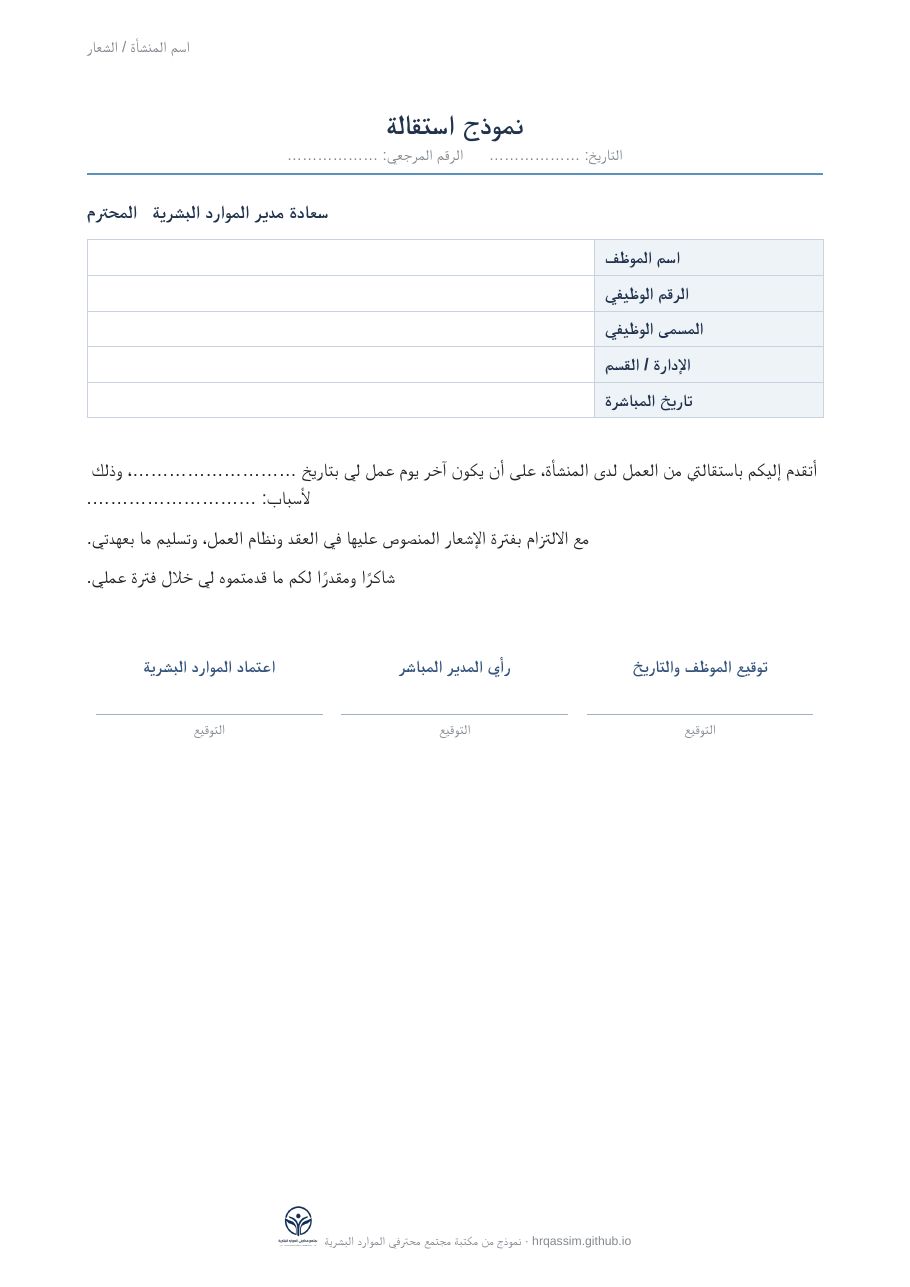 اسم المنشأة / الشعار
نموذج استقالة
التاريخ: ……………… الرقم المرجعي: ………………
سعادة مدير الموارد البشرية المحترم
اسم الموظف
الرقم الوظيفي
المسمى الوظيفي
الإدارة / القسم
تاريخ المباشرة
أتقدم إليكم باستقالتي من العمل لدى المنشأة، على أن يكون آخر يوم عمل لي بتاريخ ………………………، وذلك
لأسباب: ……………………….
مع الالتزام بفترة الإشعار المنصوص عليها في العقد ونظام العمل، وتسليم ما بعهدتي.
شاكرًا ومقدرًا لكم ما قدمتموه لي خلال فترة عملي.
توقيع الموظف والتاريخ رأي المدير المباشر اعتماد الموارد البشرية
التوقيع التوقيع التوقيع
نموذج من مكتبة مجتمع محترفي الموارد البشرية · hrqassim.github.io